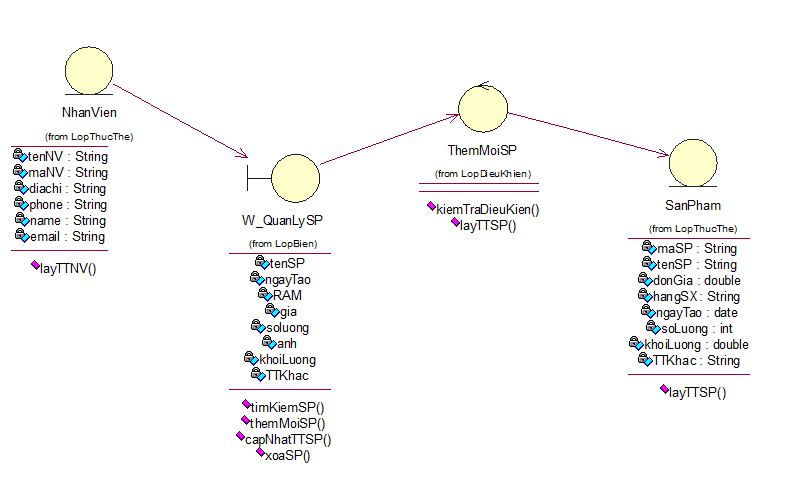 NhanVien
(from LopThucThe)
tenNV : String
maNV : String
diachi : String
phone : String
name : String
email : String
layTTNV()
W_QuanLySP
(from LopBien)
tenSP
ngayTao
RAM
gia
soluong
anh
khoiLuong
TTKhac
timKiemSP()
themMoiSP()
capNhatTTSP()
xoaSP()
ThemMoiSP
(from LopDieuKhien)
kiemTraDieuKien()
layTTSP()
SanPham
(from LopThucThe)
maSP : String
tenSP : String
donGia : double
hangSX : String
ngayTao : date
soLuong : int
khoiLuong : double
TTKhac : String
layTTSP()